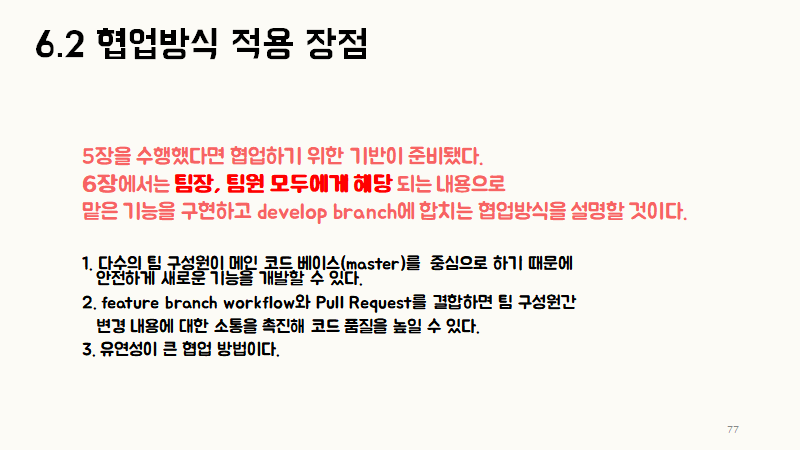 6.2 협업방식 적용 장점
5장을 수행했다면 협업하기 위한 기반이 준비됐다.
6장에서는 팀장, 팀원 모두에게 해당 되는 내용으로
맡은 기능을 구현하고 develop branch에 합치는 협업방식을 설명할 것이다.
1. 다수의 팀 구성원이 메인 코드 베이스(master)를 중심으로 하기 때문에
안전하게 새로운 기능을 개발할 수 있다.
2. feature branch workflow와 Pull Request를 결합하면 팀 구성원간
변경 내용에 대한 소통을 촉진해 코드 품질을 높일 수 있다.
3. 유연성이 큰 협업 방법이다.
77